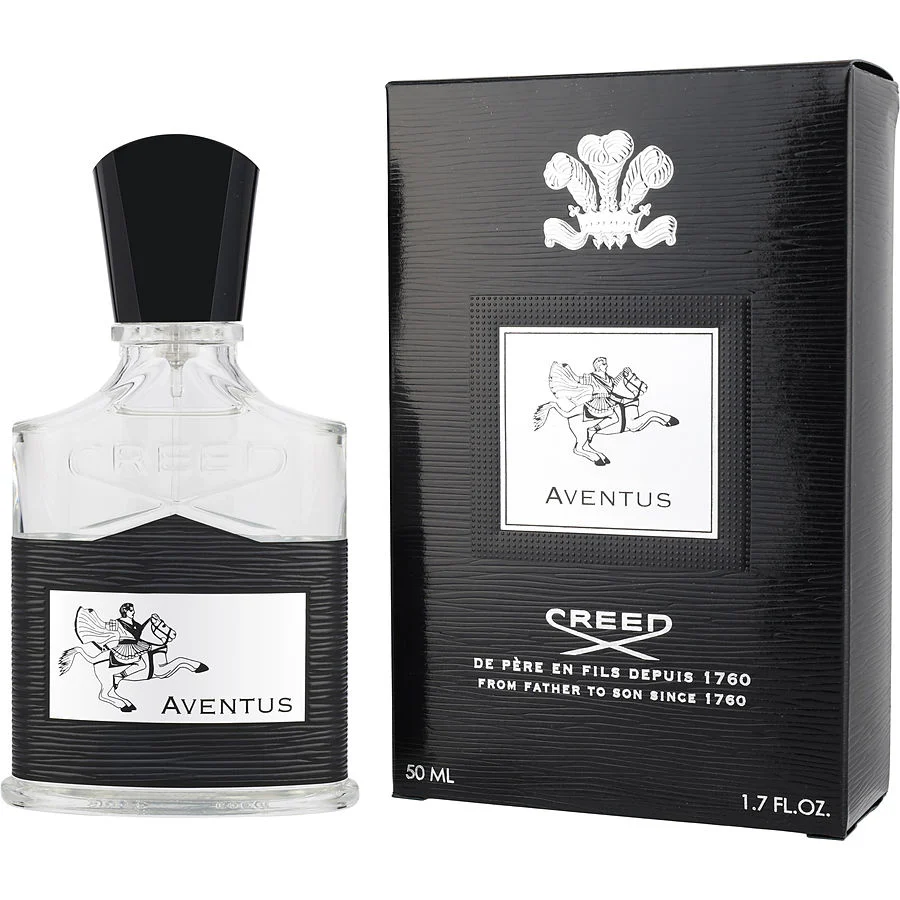 CREED
AVENTUS
AVENTUS
CREED
DE PÈRE EN FILS DEPUIS 1760
FROM FATHER TO SON SINCE 1760
50 ML
1.7 FL.OZ.